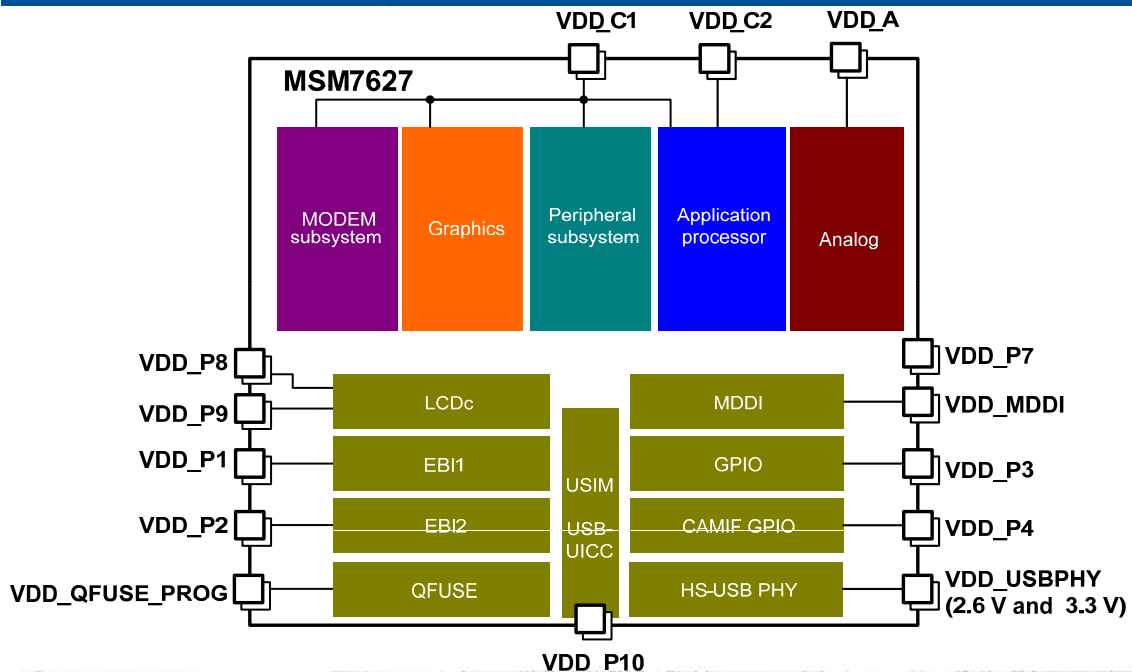 VDD_C1
VDD_C2
VDD_A
MSM7627
MODEM
subsystem
Graphics
Peripheral
subsystem
Application
processor
Analog
VDD_P8
VDD_P9
VDD_P1
VDD_P2
VDD_QFUSE_PROG
LCDc
EBI1
EBI2
QFUSE
USIM
USB-
UICC
MDDI
GPIO
CAMIF GPIO
HS-USB PHY
VDD_P7
VDD_MDDI
VDD_P3
VDD_P4
VDD_USBPHY
(2.6 V and 3.3 V)
VDD_P10